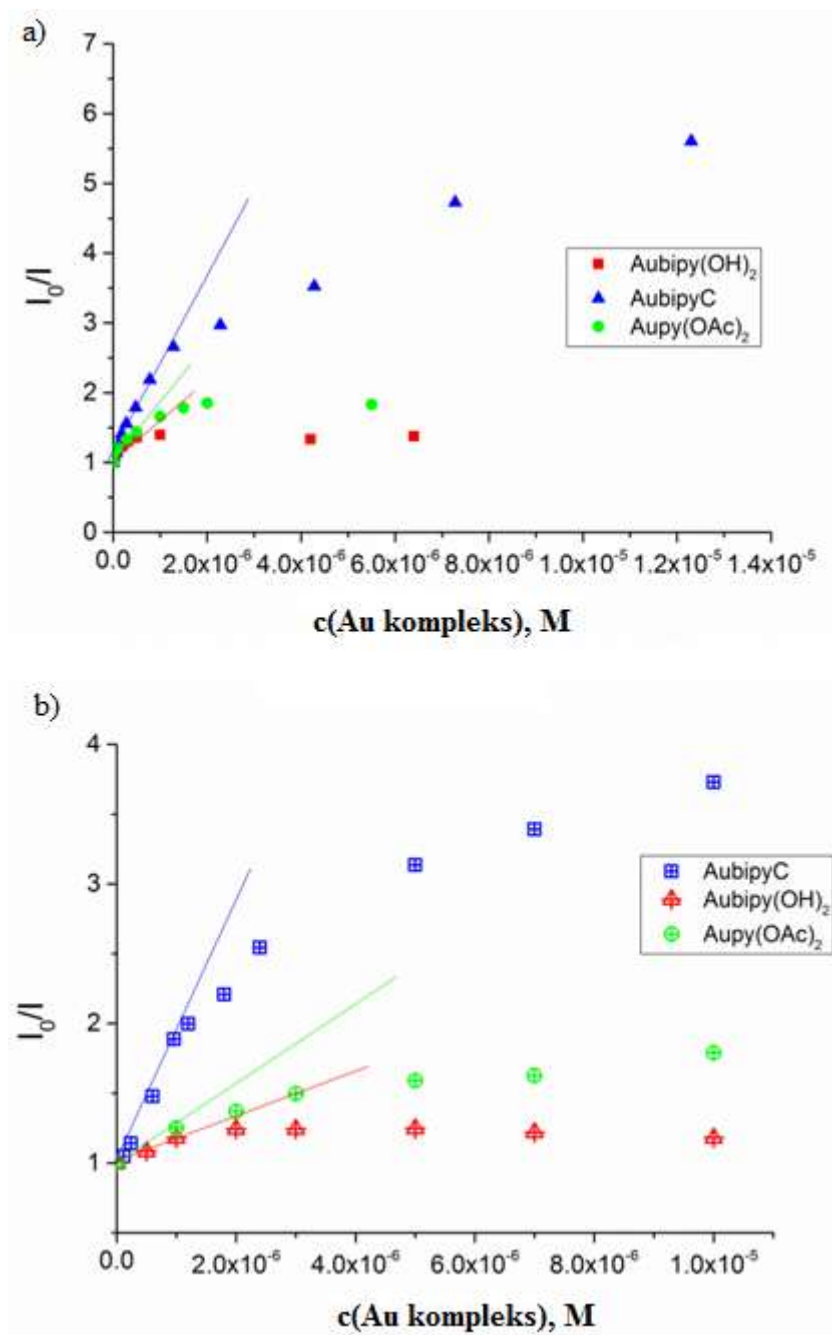 a)
7
6
5
4
3
2
1
0
I₀/I
Aubipy(OH)₂
AubipyC
Aupy(OAc)₂
0.0 2.0x10⁻⁶ 4.0x10⁻⁶ 6.0x10⁻⁶ 8.0x10⁻⁶ 1.0x10⁻⁵ 1.2x10⁻⁵ 1.4x10⁻⁵
c(Au kompleks), M
b)
4
3
2
1
I₀/I
AubipyC
Aubipy(OH)₂
Aupy(OAc)₂
0.0 2.0x10⁻⁶ 4.0x10⁻⁶ 6.0x10⁻⁶ 8.0x10⁻⁶ 1.0x10⁻⁵
c(Au kompleks), M